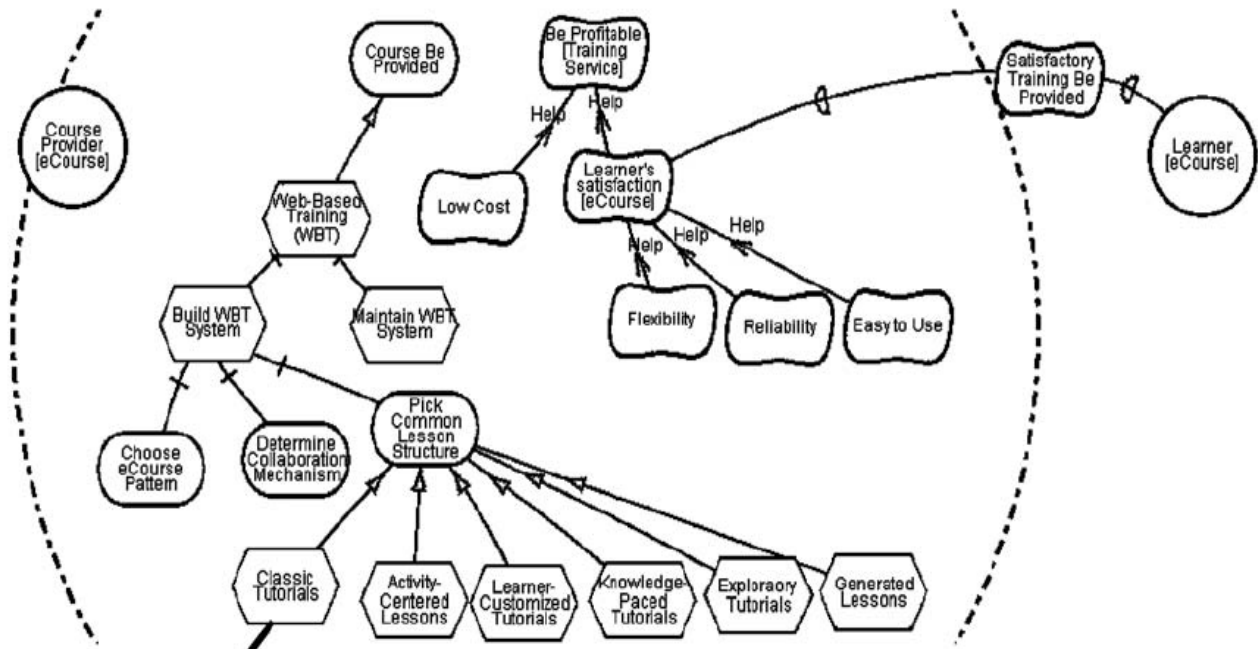 Course Be
Provided
Be Profitable
[Training
Service]
Satisfactory
Training Be
Provided
Course
Provider
[eCourse]
Help
Help
Learner
[eCourse]
Low Cost
Learner's
satisfaction
[eCourse]
Web-Based
Training
(WBT)
Help
Help
Help
Build WBT
System
Maintain WBT
System
Flexibility
Reliability
Easy to Use
Pick
Common
Lesson
Structure
Choose
eCourse
Pattern
Determine
Collaboration
Mechanism
Classic
Tutorials
Activity-
Centered
Lessons
Learner-
Customized
Tutorials
Knowledge-
Paced
Tutorials
Exploraory
Tutorials
Generated
Lessons